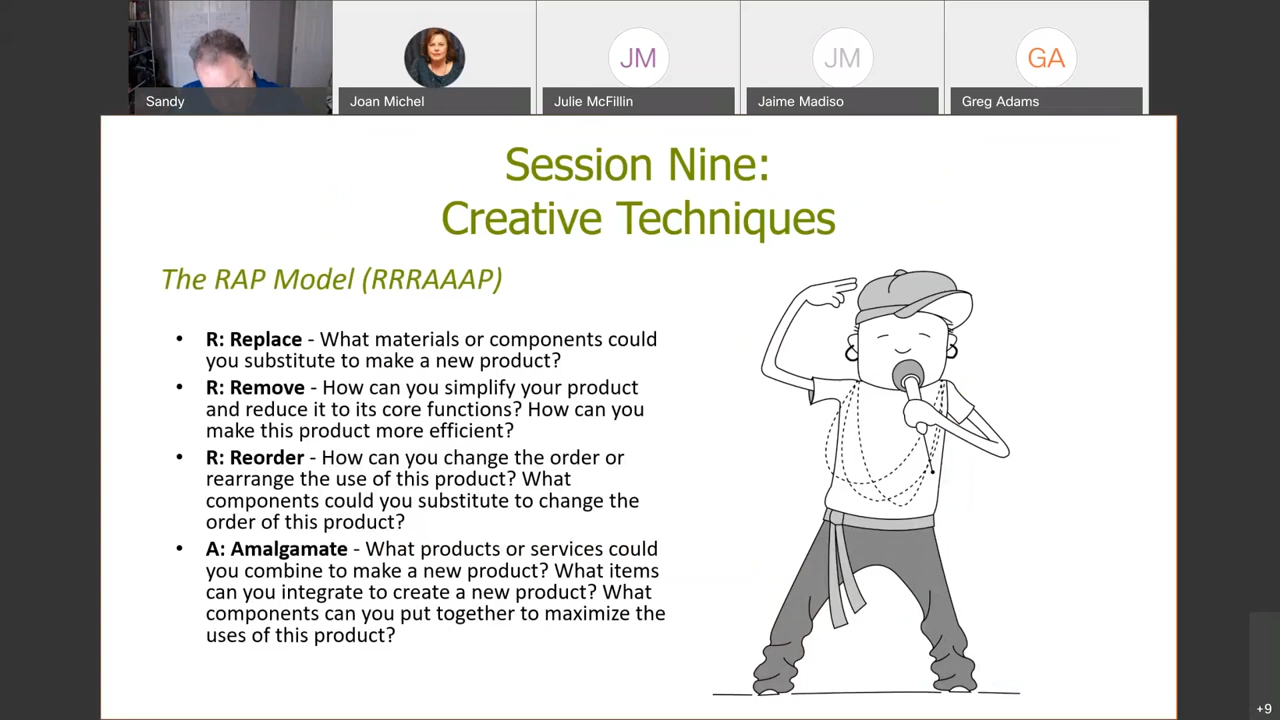 JM
JM
GA
Sandy
Joan Michel
Julie McFillin
Jaime Madiso
Greg Adams
Session Nine:
Creative Techniques
The RAP Model (RRRAAAP)
• R: Replace - What materials or components could
you substitute to make a new product?
• R: Remove - How can you simplify your product
and reduce it to its core functions? How can you
make this product more efficient?
• R: Reorder - How can you change the order or
rearrange the use of this product? What
components could you substitute to change the
order of this product?
• A: Amalgamate - What products or services could
you combine to make a new product? What items
can you integrate to create a new product? What
components can you put together to maximize the
uses of this product?
+9